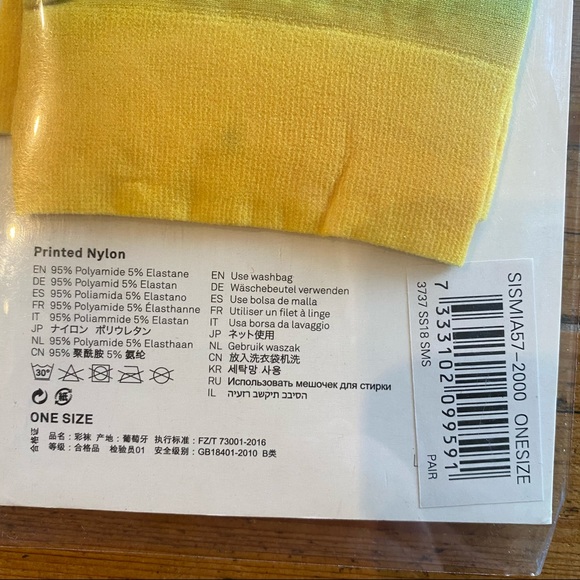 Printed Nylon
EN 95% Polyamide 5% Elastane
DE 95% Polyamid 5% Elastan
ES 95% Poliamida 5% Elastano
FR 95% Polyamide 5% Élasthanne
IT 95% Poliammide 5% Elastan
JP ナイロン ポリウレタン
NL 95% Polyamide 5% Elasthaan
CN 95% 聚酰胺 5% 氨纶
EN Use washbag
DE Wäschebeutel verwenden
ES Use bolsa de malla
FR Utiliser un filet à linge
IT Usa borsa da lavaggio
JP ネット使用
NL Gebruik waszak
CN 放入洗衣袋机洗
KR 세탁망 사용
RU Использовать мешочек для стирки
IL היעזרו בשקית הכביסה
30°
紙
ONE SIZE
合格证
品名：彩袜 产地：葡萄牙 执行标准：FZ/T 73001-2016
等级：合格品 检验员01 安全级别：GB18401-2010 B类
SISMIA57-2000 ONESIZE
7 333102 099591
3737 SS18 SMS
PAIR